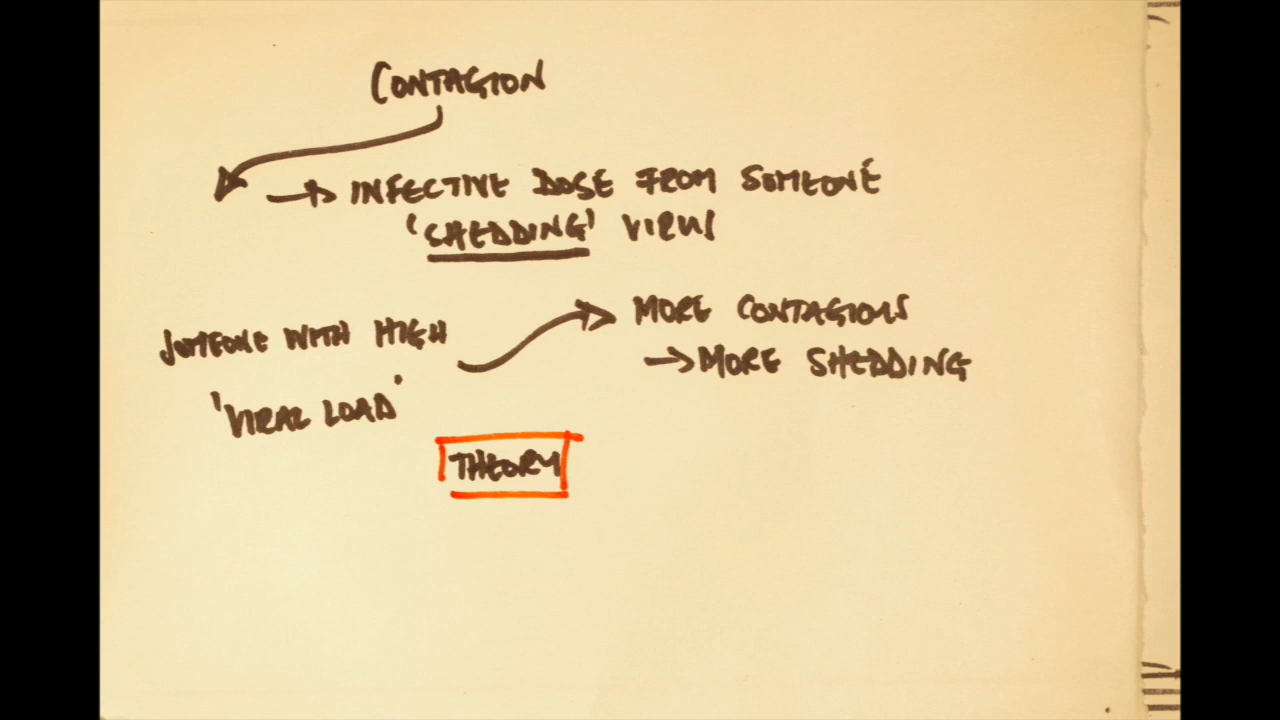 CONTAGION
→ INFECTIVE DOSE FROM SOMEONE
'SHEDDING' VIRUS
SOMEONE WITH HIGH
'VIRAL LOAD'
MORE CONTAGIOUS
→ MORE SHEDDING
THEORY